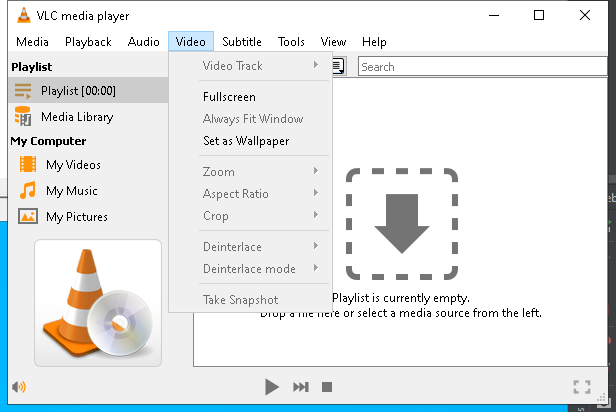 VLC media player
Media Playback Audio Video Subtitle Tools View Help
Playlist
Playlist [00:00]
Media Library
My Computer
My Videos
My Music
My Pictures
Video Track
Fullscreen
Always Fit Window
Set as Wallpaper
Zoom
Aspect Ratio
Crop
Deinterlace
Deinterlace mode
Take Snapshot
Search
Playlist is currently empty.
Drop a file here or select a media source from the left.